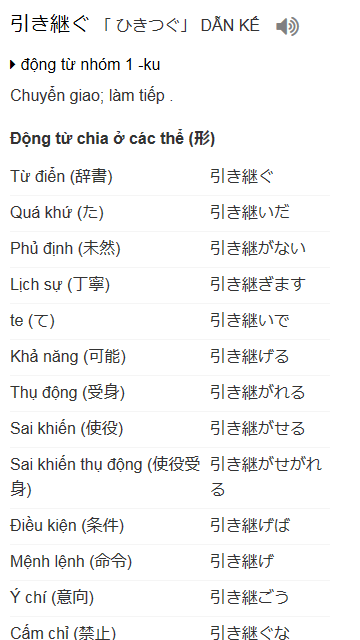 引き継ぐ 「 ひきつぐ」 DẪN KẾ
động từ nhóm 1 -ku
Chuyển giao; làm tiếp .
Động từ chia ở các thể (形)
Từ điển (辞書) 引き継ぐ
Quá khứ (た) 引き継いだ
Phủ định (未然) 引き継がない
Lịch sự (丁寧) 引き継ぎます
te (て) 引き継いで
Khả năng (可能) 引き継げる
Thụ động (受身) 引き継がれる
Sai khiến (使役) 引き継がせる
Sai khiến thụ động (使役受 引き継がせがれ
身) る
Điều kiện (条件) 引き継げば
Mệnh lệnh (命令) 引き継げ
Ý chí (意向) 引き継ごう
Cấm chỉ (禁止) 引き継ぐな